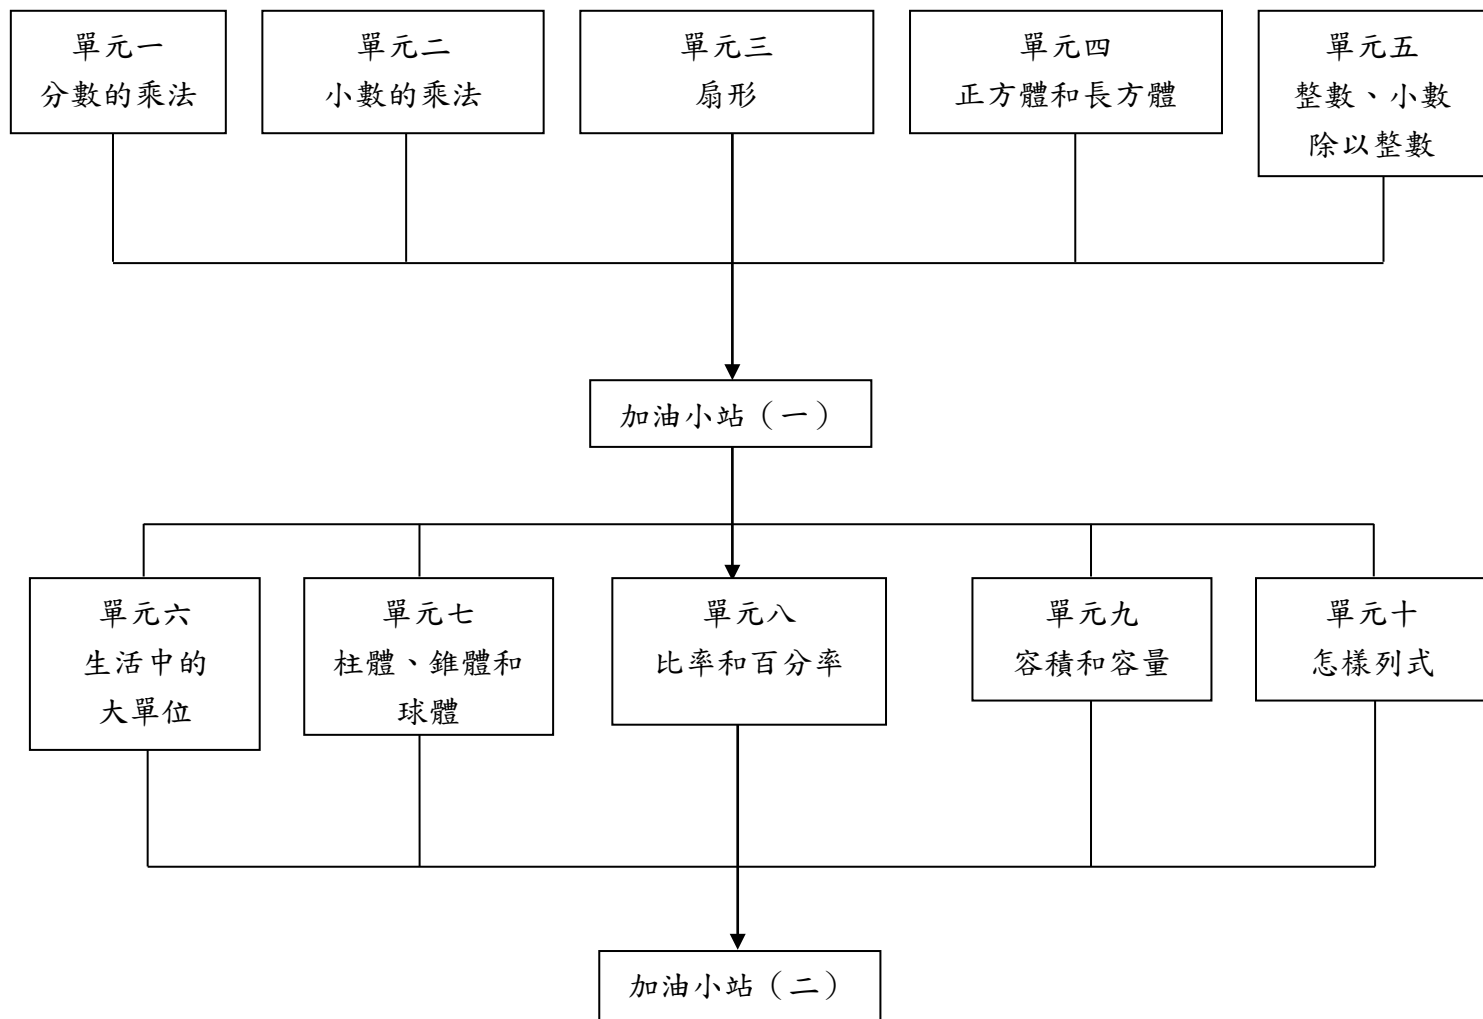 單元一
分數的乘法
單元二
小數的乘法
單元三
扇形
單元四
正方體和長方體
單元五
整數、小數
除以整數
加油小站（一）
單元六
生活中的
大單位
單元七
柱體、錐體和
球體
單元八
比率和百分率
單元九
容積和容量
單元十
怎樣列式
加油小站（二）